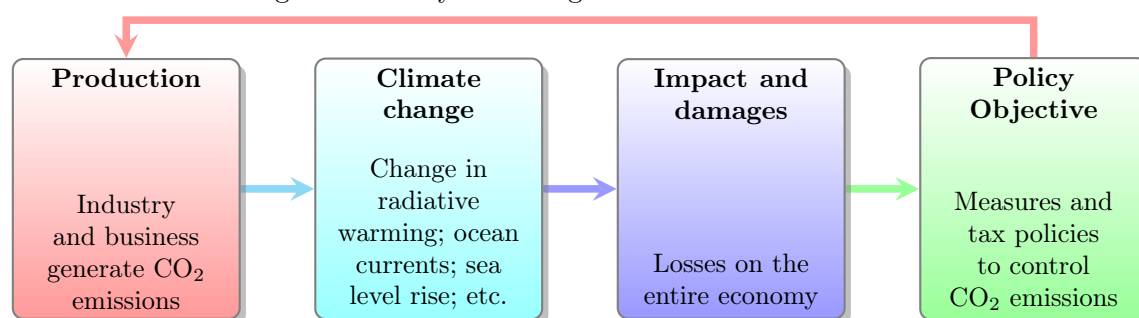 Production
Industry
and business
generate CO₂
emissions
Climate
change
Change in
radiative
warming; ocean
currents; sea
level rise; etc.
Impact and
damages
Losses on the
entire economy
Policy
Objective
Measures and
tax policies
to control
CO₂ emissions